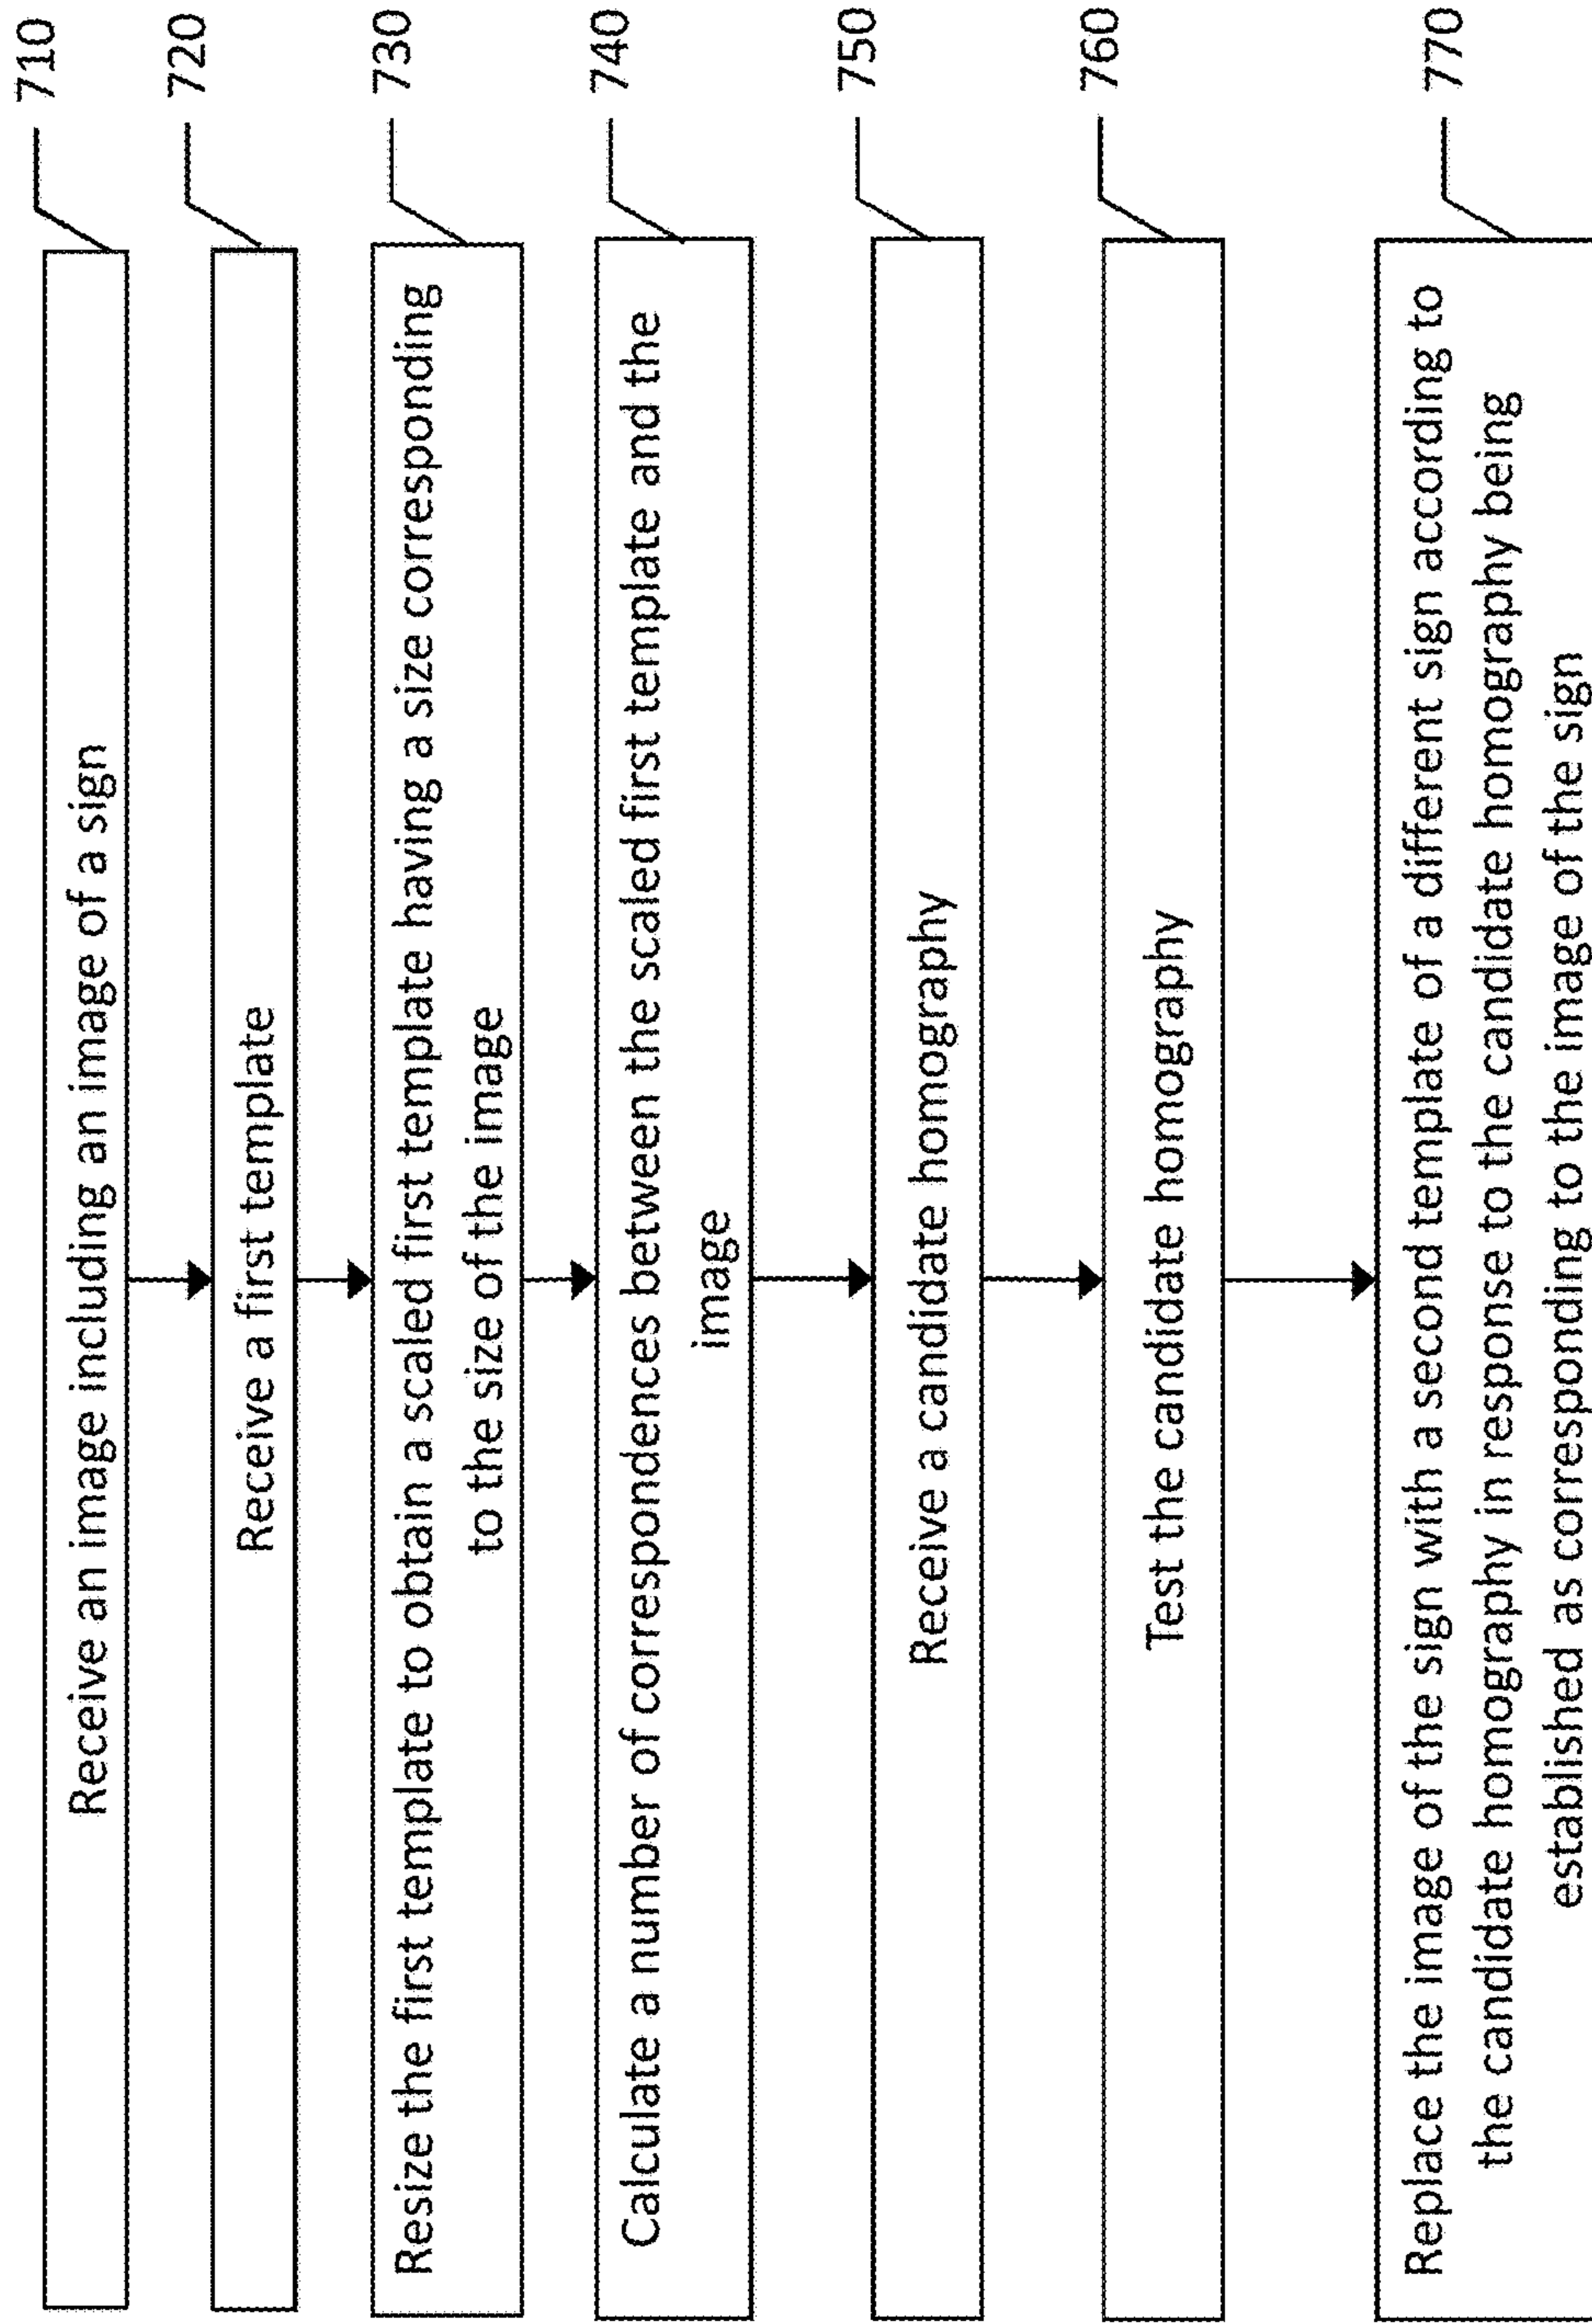 Receive an image including an image of a sign
710
Receive a first template
720
Resize the first template to obtain a scaled first template having a size corresponding
to the size of the image
730
Calculate a number of correspondences between the scaled first template and the
image
740
Receive a candidate homography
750
Test the candidate homography
760
Replace the image of the sign with a second template of a different sign according to
the candidate homography in response to the candidate homography being
established as corresponding to the image of the sign
770